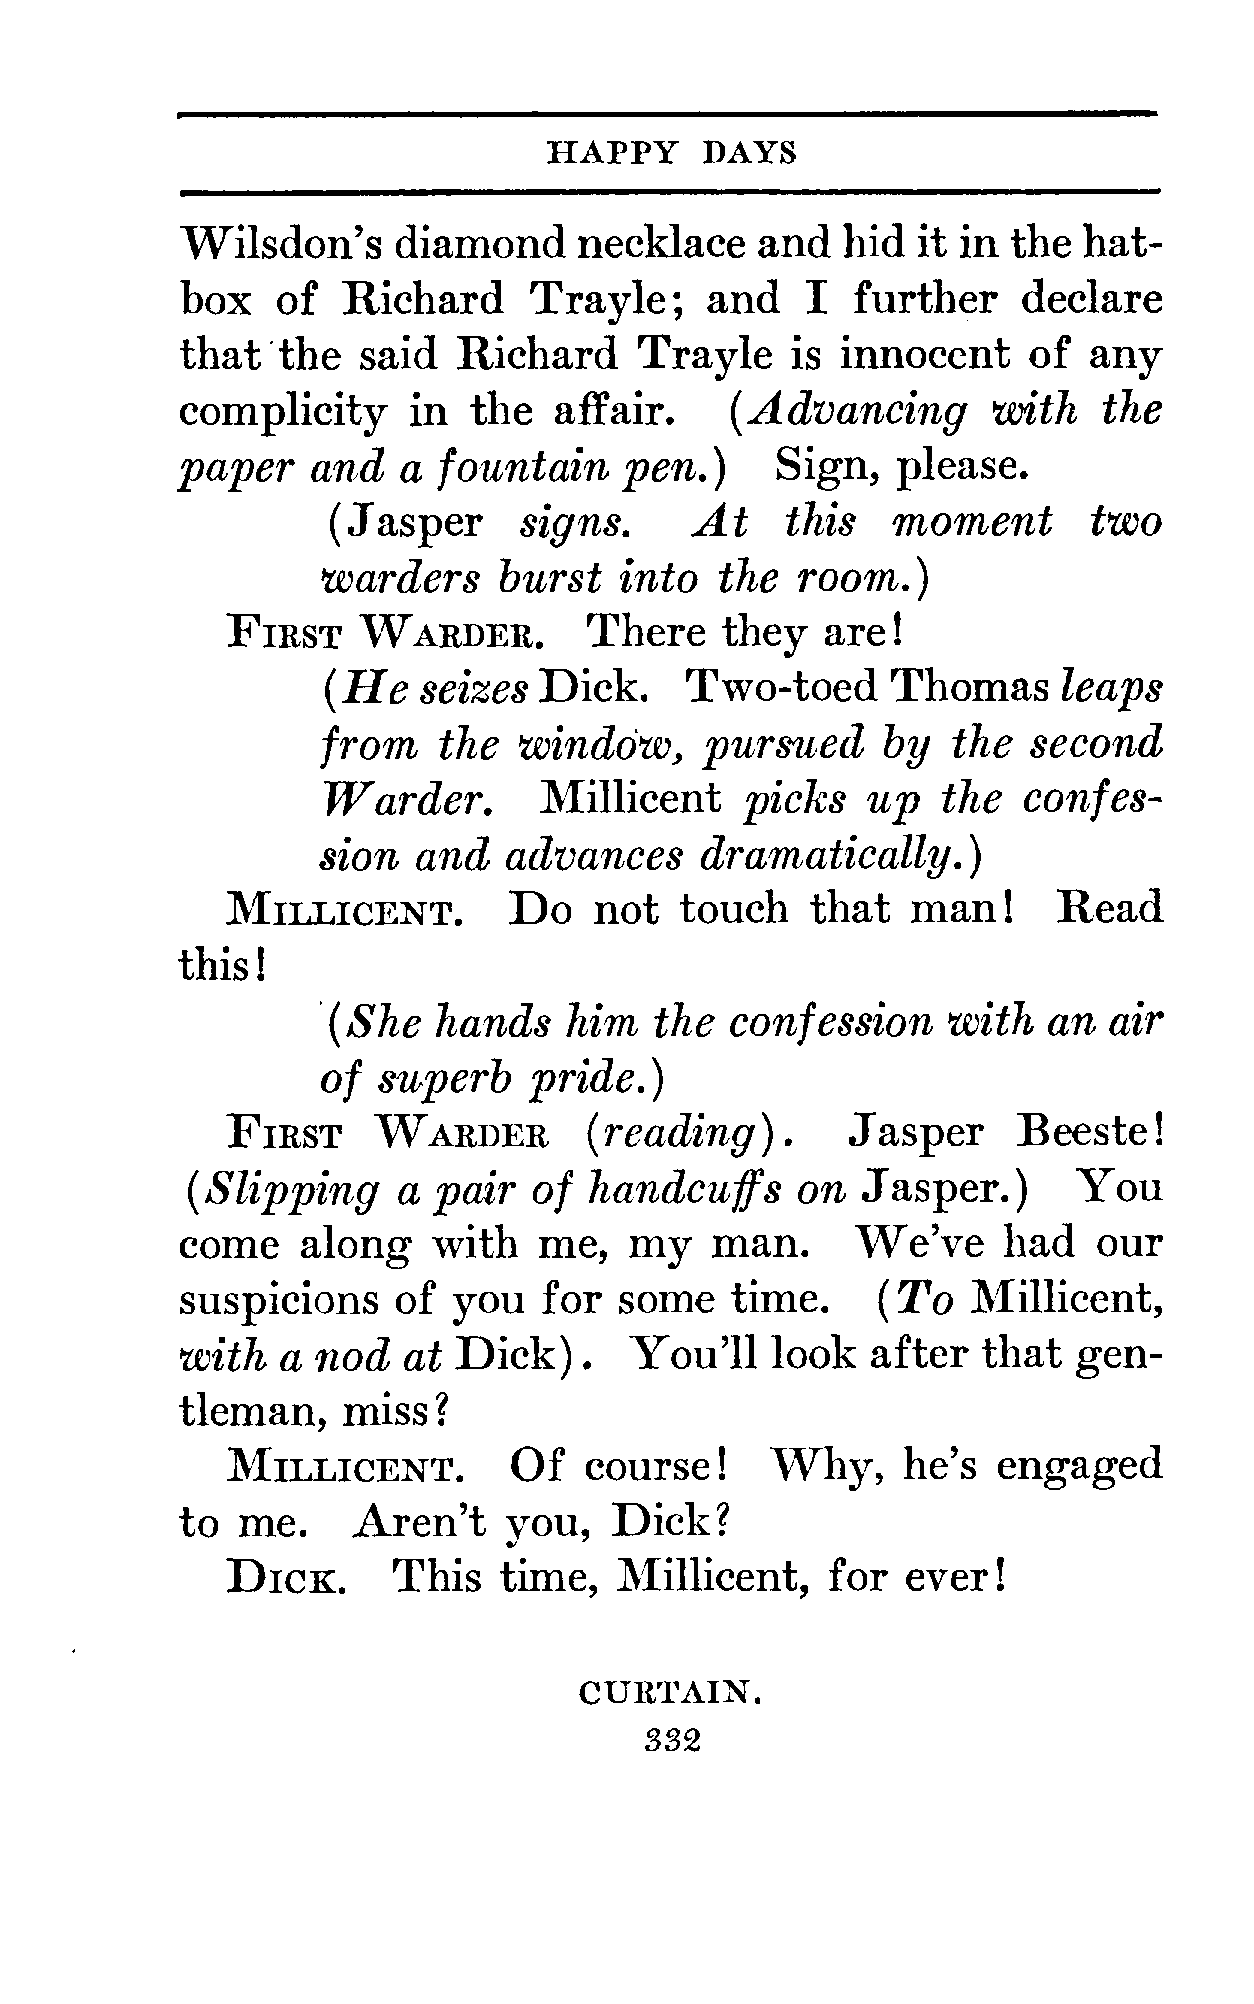 HAPPY DAYS
Wilsdon's diamond necklace and hid it in the hat-
box of Richard Trayle; and I further declare
that the said Richard Trayle is innocent of any
complicity in the affair. (Advancing with the
paper and a fountain pen.) Sign, please.
(Jasper signs. At this moment two
warders burst into the room.)
FIRST WARDER. There they are!
(He seizes Dick. Two-toed Thomas leaps
from the window, pursued by the second
Warder. Millicent picks up the confes-
sion and advances dramatically.)
MILLICENT. Do not touch that man! Read
this!
(She hands him the confession with an air
of superb pride.)
FIRST WARDER (reading). Jasper Beeste!
(Slipping a pair of handcuffs on Jasper.) You
come along with me, my man. We've had our
suspicions of you for some time. (To Millicent,
with a nod at Dick). You'll look after that gen-
tleman, miss?
MILLICENT. Of course! Why, he's engaged
to me. Aren't you, Dick?
DICK. This time, Millicent, for ever!
CURTAIN.
332